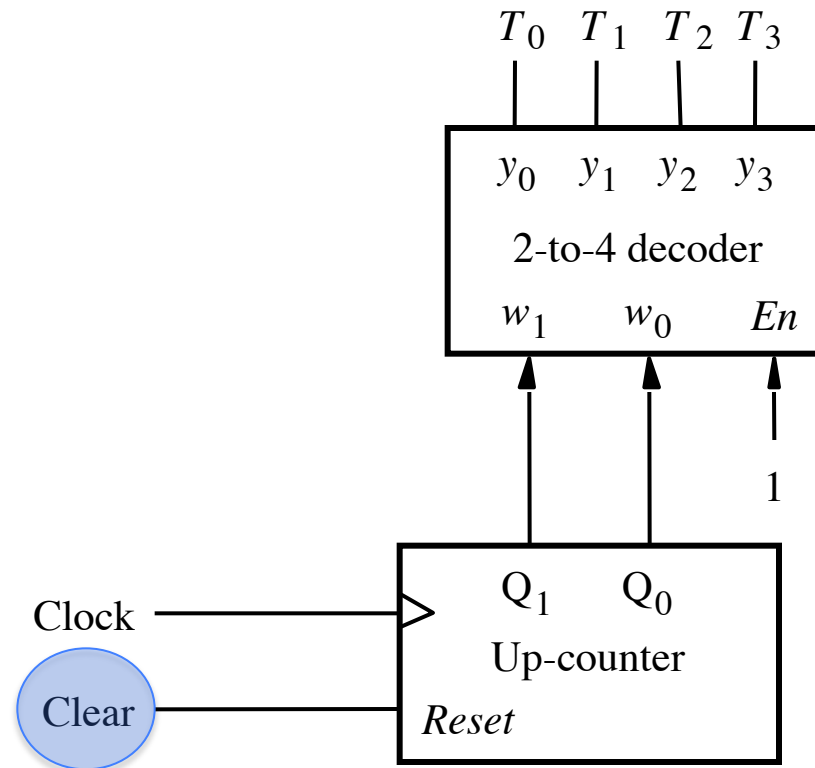 T0 T1 T2 T3
y0 y1 y2 y3
2-to-4 decoder
w1 w0 En
1
Q1 Q0
Clock
Up-counter
Clear
Reset